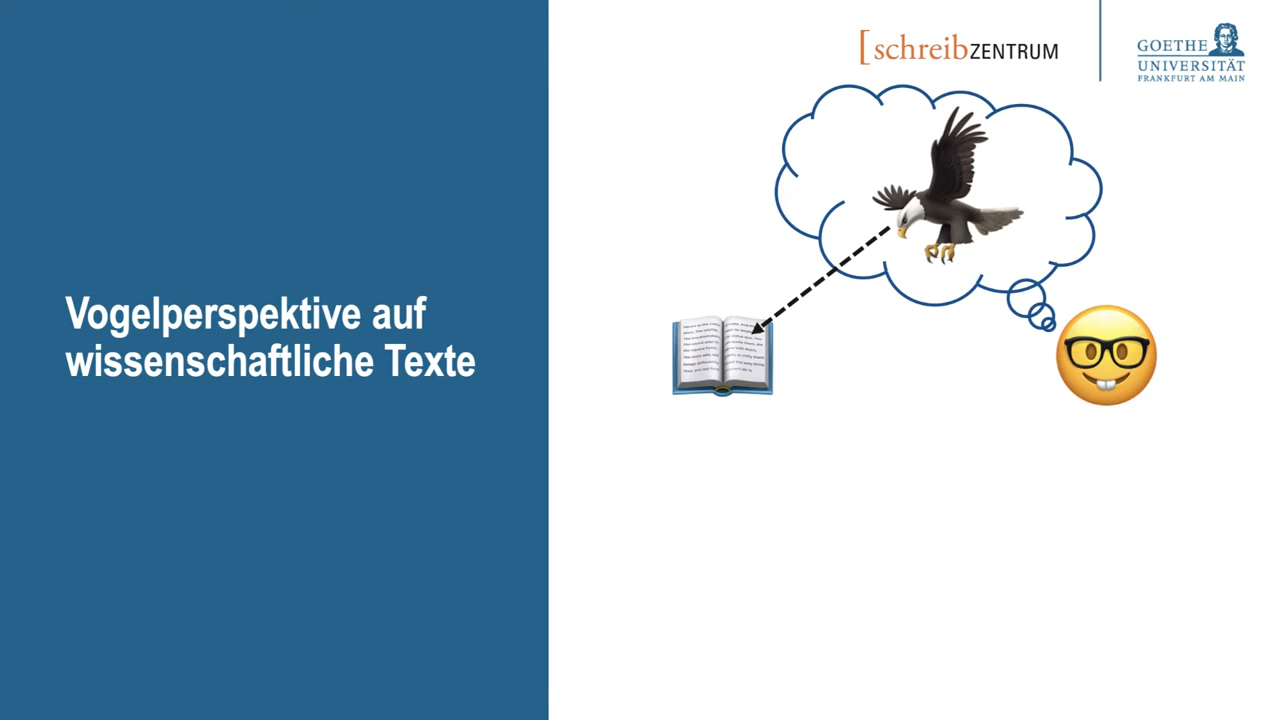 [schreibZENTRUM
GOETHE
UNIVERSITÄT
FRANKFURT AM MAIN
Vogelperspektive auf
wissenschaftliche Texte